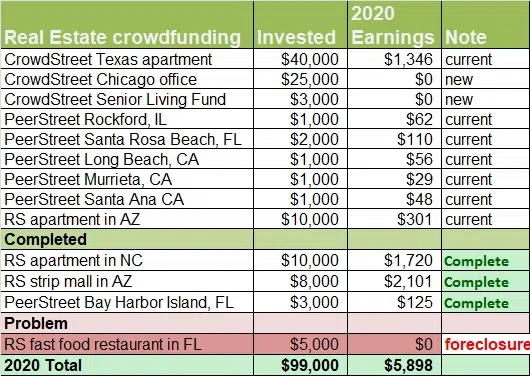 2020
Real Estate crowdfunding Invested Earnings Note
CrowdStreet Texas apartment $40,000 $1,346 current
CrowdStreet Chicago office $25,000 $0 new
CrowdStreet Senior Living Fund $3,000 $0 new
PeerStreet Rockford, IL $1,000 $62 current
PeerStreet Santa Rosa Beach, FL $2,000 $110 current
PeerStreet Long Beach, CA $1,000 $56 current
PeerStreet Murrieta, CA $1,000 $29 current
PeerStreet Santa Ana CA $1,000 $48 current
RS apartment in AZ $10,000 $301 current
Completed
RS apartment in NC $10,000 $1,720 Complete
RS strip mall in AZ $8,000 $2,101 Complete
PeerStreet Bay Harbor Island, FL $3,000 $125 Complete
Problem
RS fast food restaurant in FL $5,000 $0 foreclosure
2020 Total $99,000 $5,898